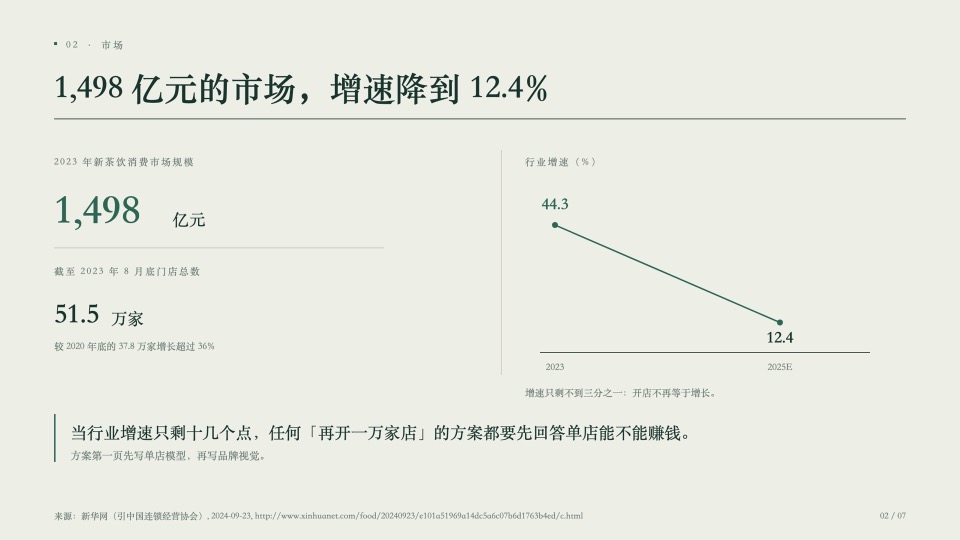 02 · 市场
1,498 亿元的市场，增速降到 12.4%
2023 年新茶饮消费市场规模
1,498 亿元
截至 2023 年 8 月底门店总数
51.5 万家
较 2020 年底的 37.8 万家增长超过 36%
行业增速（%）
44.3
12.4
2023 2025E
增速只剩不到三分之一：开店不再等于增长。
当行业增速只剩十几个点，任何「再开一万家店」的方案都要先回答单店能不能赚钱。
方案第一页先写单店模型，再写品牌视觉。
来源：新华网（引中国连锁经营协会）, 2024-09-23, http://www.xinhuanet.com/food/20240923/e101a51969a14dc5a6c07b6d1763b4ed/c.html
02 / 07